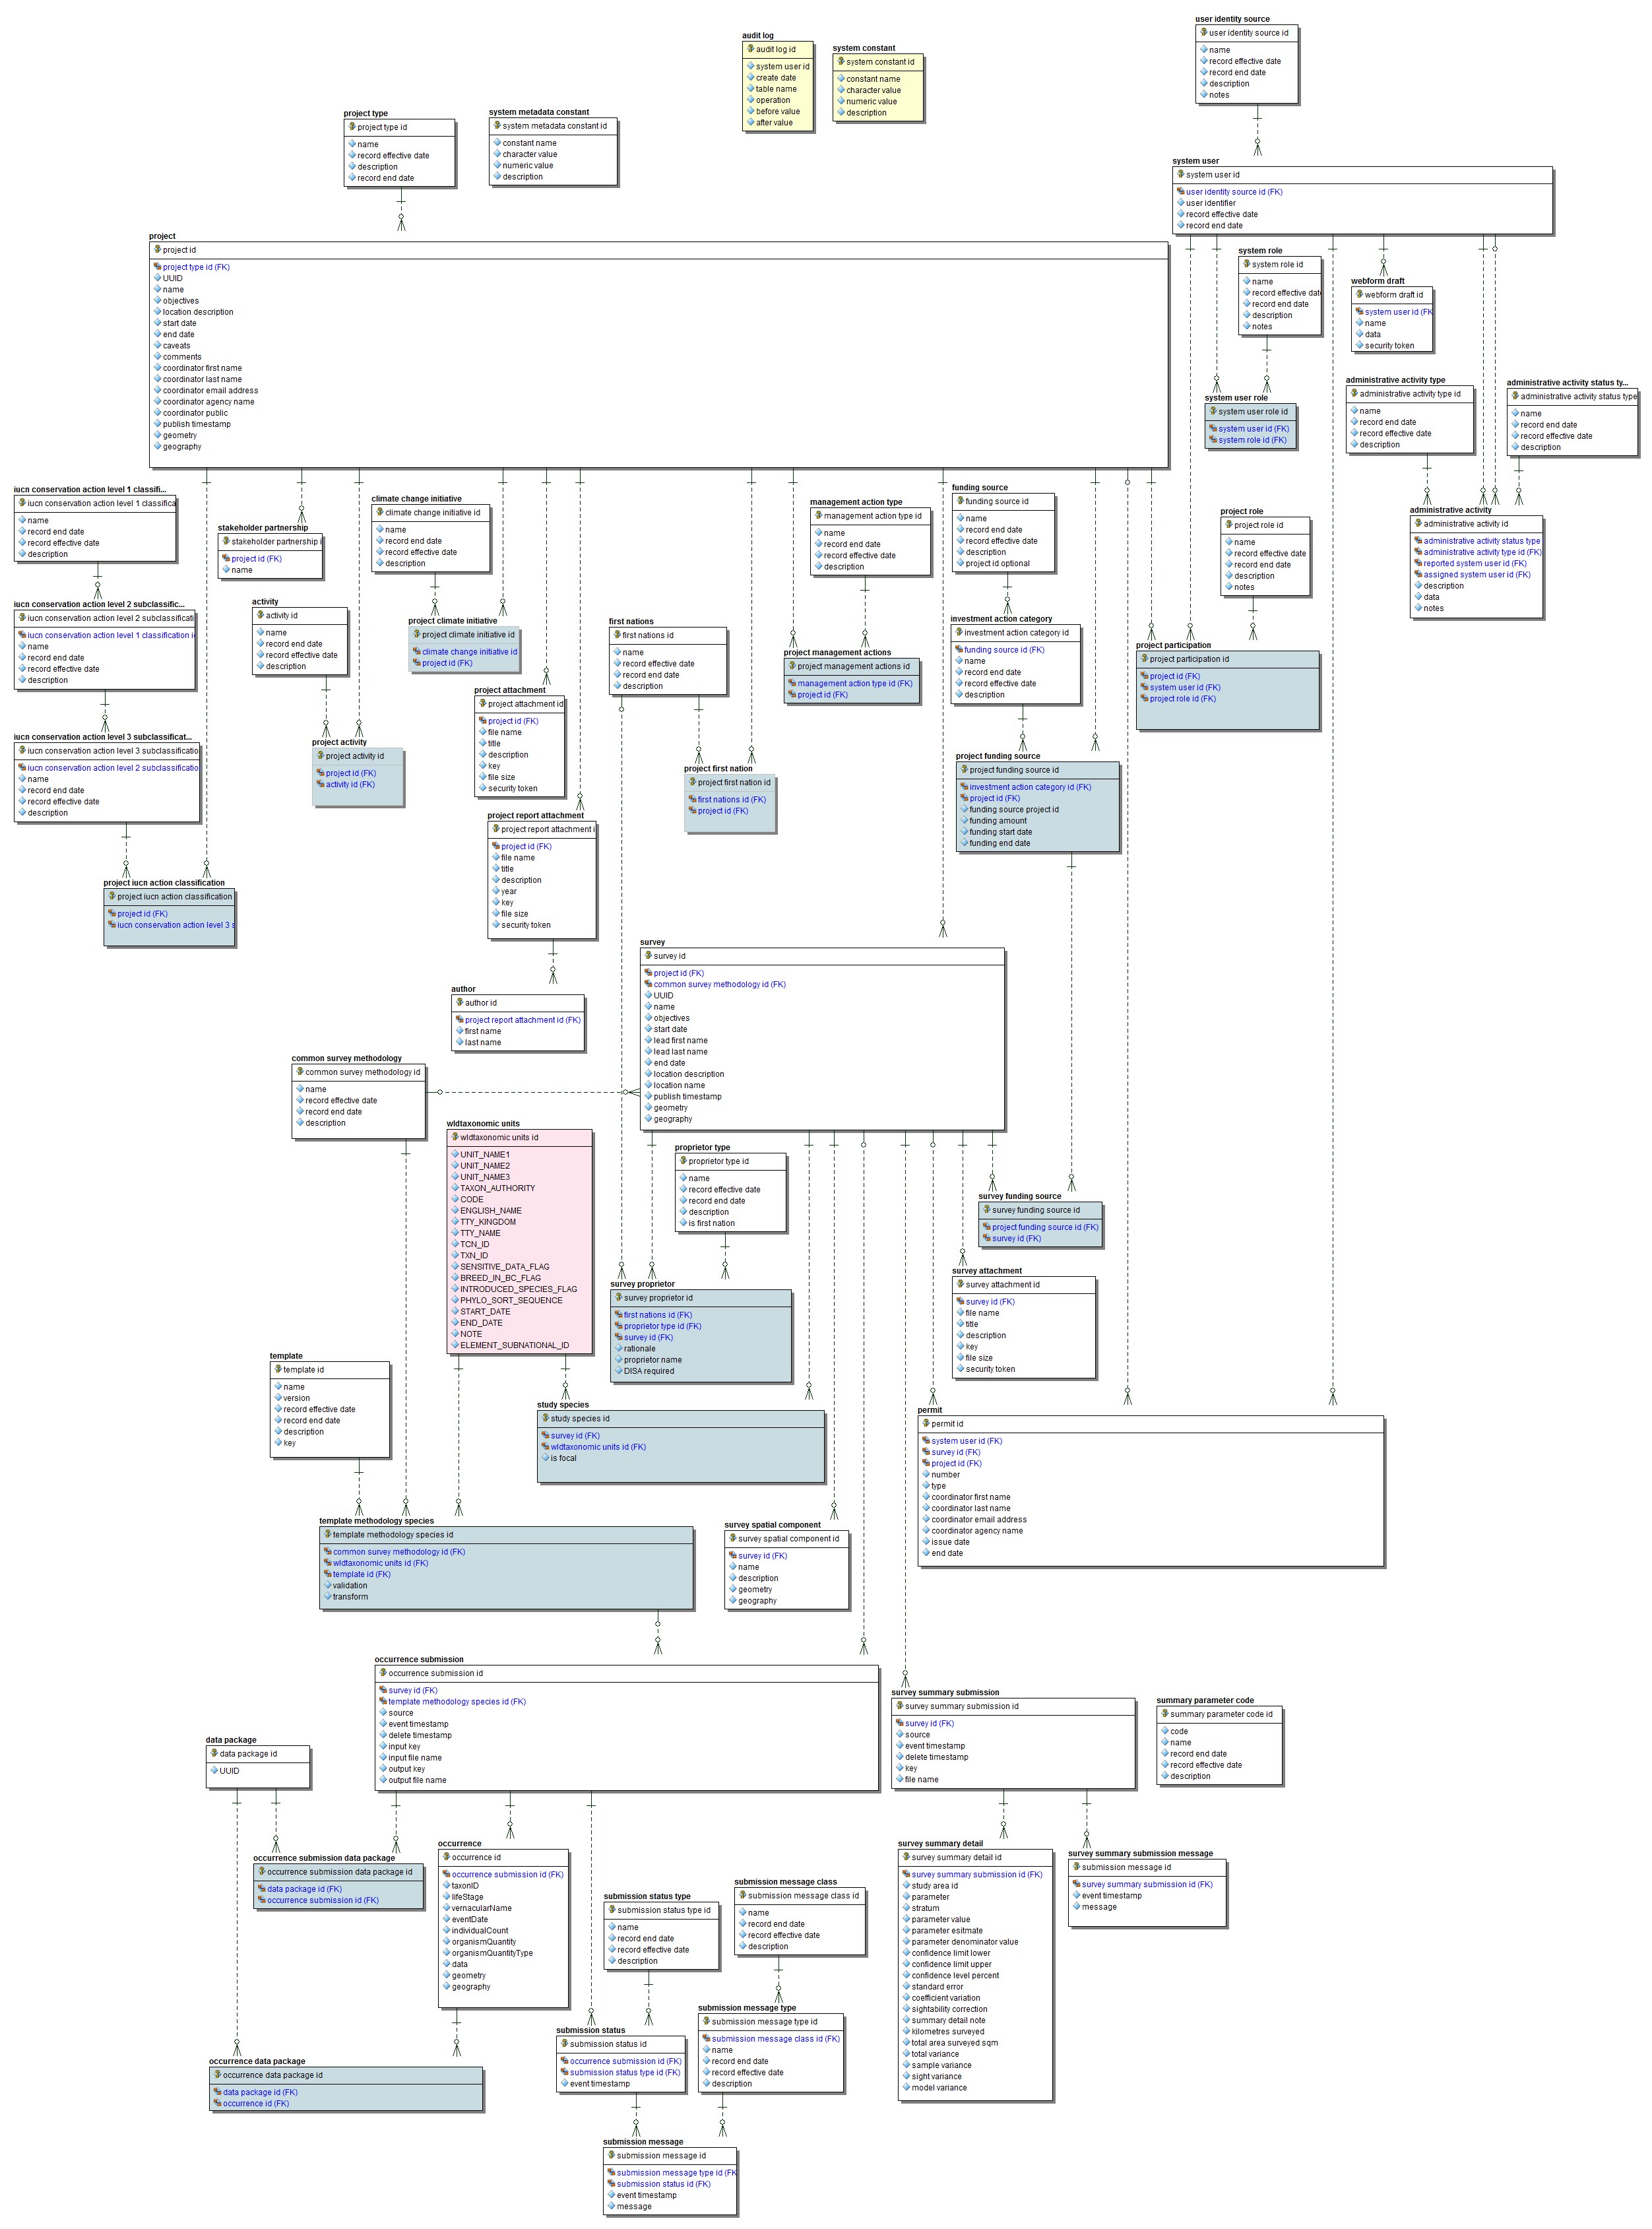 user identity source
user identity source id
name
record effective date
record end date
description
notes
audit log
audit log id
system user id
create date
table name
operation
before value
after value
system constant
system constant id
constant name
character value
numeric value
description
project type
project type id
name
record effective date
description
record end date
system metadata constant
system metadata constant id
constant name
character value
numeric value
description
system user
system user id
user identity source id (FK)
user identifier
record effective date
record end date
project
project id
project type id (FK)
UUID
name
objectives
location description
start date
end date
caveats
comments
coordinator first name
coordinator last name
coordinator email address
coordinator agency name
coordinator public
publish timestamp
geometry
geography
system role
system role id
name
record effective date
record end date
description
notes
webform draft
webform draft id
system user id (FK
name
data
security token
system user role
system user role id
system user id (FK)
system role id (FK)
administrative activity type
administrative activity type id
name
record end date
record effective date
description
administrative activity status ty...
administrative activity status type
name
record end date
record effective date
description
administrative activity
administrative activity id
administrative activity status type
administrative activity type id (FK)
reported system user id (FK)
assigned system user id (FK)
description
data
notes
iucn conservation action level 1 classifi...
iucn conservation action level 1 classifica
name
record end date
record effective date
description
stakeholder partnership
stakeholder partnership i
project id (FK)
name
climate change initiative
climate change initiative id
name
record end date
record effective date
description
management action type
management action type id
name
record end date
record effective date
description
funding source
funding source id
name
record end date
record effective date
description
project id optional
project role
project role id
name
record effective date
record end date
description
notes
iucn conservation action level 2 subclassific...
iucn conservation action level 2 subclassificati
iucn conservation action level 1 classification i
name
record end date
record effective date
description
activity
activity id
name
record end date
record effective date
description
project climate initiative
project climate initiative id
climate change initiative id
project id (FK)
first nations
first nations id
name
record effective date
record end date
description
project management actions
project management actions id
management action type id (FK)
project id (FK)
investment action category
investment action category id
funding source id (FK)
name
record end date
record effective date
description
project participation
project participation id
project id (FK)
system user id (FK)
project role id (FK)
iucn conservation action level 3 subclassificat...
iucn conservation action level 3 subclassificatio
iucn conservation action level 2 subclassificatio
name
record end date
record effective date
description
project activity
project activity id
project id (FK)
activity id (FK)
project attachment
project attachment id
project id (FK)
file name
title
description
key
file size
security token
project first nation
project first nation id
first nations id (FK)
project id (FK)
project funding source
project funding source id
investment action category id (FK)
project id (FK)
funding source project id
funding amount
funding start date
funding end date
project report attachment
project report attachment i
project id (FK)
file name
title
description
year
key
file size
security token
project iucn action classification
project iucn action classification
project id (FK)
iucn conservation action level 3 s
survey
survey id
project id (FK)
common survey methodology id (FK)
UUID
name
objectives
start date
lead first name
lead last name
end date
location description
location name
publish timestamp
geometry
geography
author
author id
project report attachment id (FK)
first name
last name
common survey methodology
common survey methodology id
name
record effective date
record end date
description
wldtaxonomic units
wldtaxonomic units id
UNIT_NAME1
UNIT_NAME2
UNIT_NAME3
TAXON_AUTHORITY
CODE
ENGLISH_NAME
TTY_KINGDOM
TTY_NAME
TCN_ID
TXN_ID
SENSITIVE_DATA_FLAG
BREED_IN_BC_FLAG
INTRODUCED_SPECIES_FLAG
PHYLO_SORT_SEQUENCE
START_DATE
END_DATE
NOTE
ELEMENT_SUBNATIONAL_ID
proprietor type
proprietor type id
name
record effective date
record end date
description
is first nation
survey funding source
survey funding source id
project funding source id (FK)
survey id (FK)
survey proprietor
survey proprietor id
first nations id (FK)
proprietor type id (FK)
survey id (FK)
rationale
proprietor name
DISA required
survey attachment
survey attachment id
survey id (FK)
file name
title
description
key
file size
security token
template
template id
name
version
record effective date
record end date
description
key
study species
study species id
survey id (FK)
wldtaxonomic units id (FK)
is focal
permit
permit id
system user id (FK)
survey id (FK)
project id (FK)
number
type
coordinator first name
coordinator last name
coordinator email address
coordinator agency name
issue date
end date
template methodology species
template methodology species id
common survey methodology id (FK)
wldtaxonomic units id (FK)
template id (FK)
validation
transform
survey spatial component
survey spatial component id
survey id (FK)
name
description
geometry
geography
occurrence submission
occurrence submission id
survey id (FK)
template methodology species id (FK)
source
event timestamp
delete timestamp
input key
input file name
output key
output file name
survey summary submission
survey summary submission id
survey id (FK)
source
event timestamp
delete timestamp
key
file name
summary parameter code
summary parameter code id
code
name
record end date
record effective date
description
data package
data package id
UUID
occurrence submission data package
occurrence submission data package id
data package id (FK)
occurrence submission id (FK)
occurrence
occurrence id
occurrence submission id (FK)
taxonID
lifeStage
vernacularName
eventDate
individualCount
organismQuantity
organismQuantityType
data
geometry
geography
survey summary detail
survey summary detail id
survey summary submission id (FK)
study area id
parameter
stratum
parameter value
parameter esitmate
parameter denominator value
confidence limit lower
confidence limit upper
confidence level percent
standard error
coefficient variation
sightability correction
summary detail note
kilometres surveyed
total area surveyed sqm
total variance
sample variance
sight variance
model variance
survey summary submission message
submission message id
survey summary submission id (FK)
event timestamp
message
submission status type
submission status type id
name
record end date
record effective date
description
submission message class
submission message class id
name
record end date
record effective date
description
submission status
submission status id
occurrence submission id (FK)
submission status type id (FK)
event timestamp
submission message type
submission message type id
submission message class id (FK)
name
record end date
record effective date
description
occurrence data package
occurrence data package id
data package id (FK)
occurrence id (FK)
submission message
submission message id
submission message type id (FK
submission status id (FK)
event timestamp
message